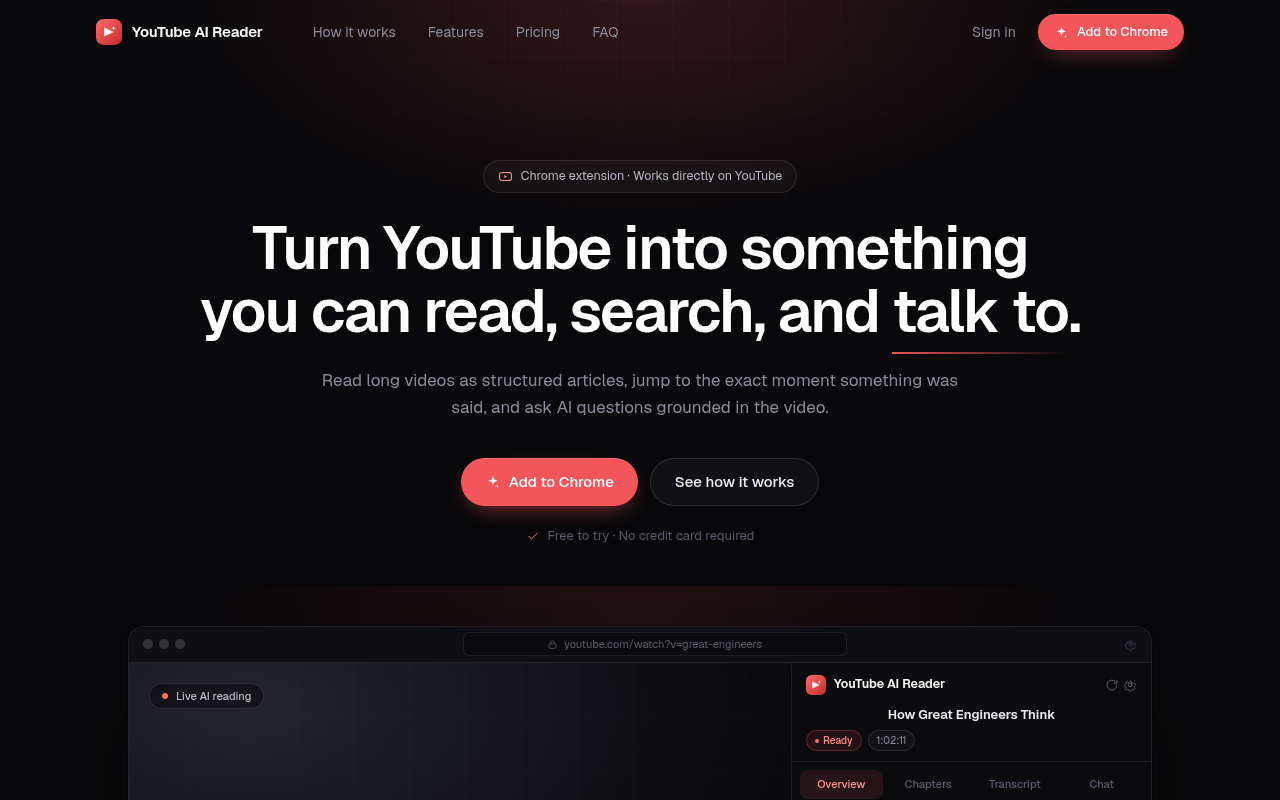 YouTube AI Reader
How it works
Features
Pricing
FAQ
Sign in
Add to Chrome
Chrome extension · Works directly on YouTube
Turn YouTube into something
you can read, search, and talk to.
Read long videos as structured articles, jump to the exact moment something was
said, and ask AI questions grounded in the video.
Add to Chrome
See how it works
Free to try · No credit card required
youtube.com/watch?v=great-engineers
Live AI reading
YouTube AI Reader
How Great Engineers Think
Ready
1:02:11
Overview
Chapters
Transcript
Chat